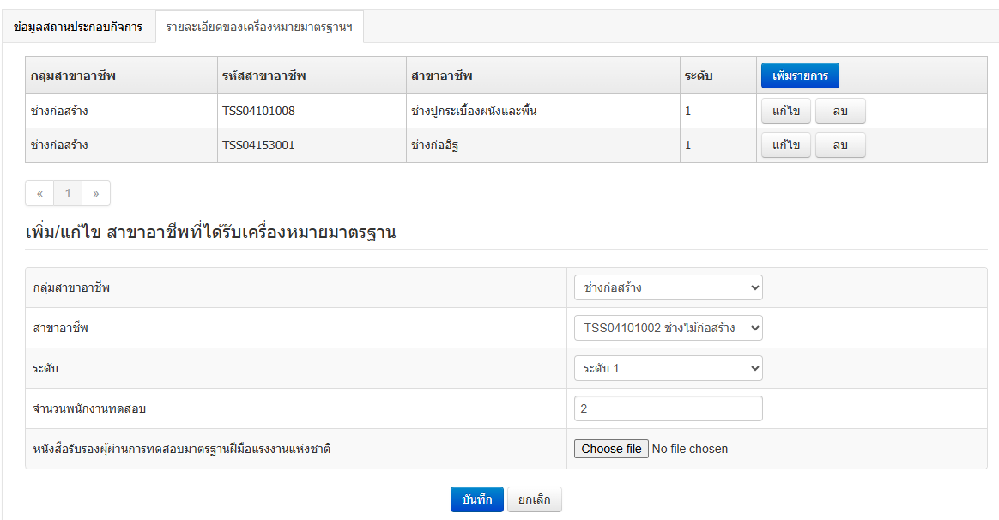 ข้อมูลสถานประกอบกิจการ รายละเอียดของเครื่องหมายมาตรฐานฯ
กลุ่มสาขาอาชีพ รหัสสาขาอาชีพ สาขาอาชีพ ระดับ เพิ่มรายการ
ช่างก่อสร้าง TSS04101008 ช่างปูกระเบื้องผนังและพื้น 1 แก้ไข ลบ
ช่างก่อสร้าง TSS04153001 ช่างก่ออิฐ 1 แก้ไข ลบ
« 1 »
เพิ่ม/แก้ไข สาขาอาชีพที่ได้รับเครื่องหมายมาตรฐาน
กลุ่มสาขาอาชีพ ช่างก่อสร้าง
สาขาอาชีพ TSS04101002 ช่างไม้ก่อสร้าง
ระดับ ระดับ 1
จำนวนพนักงานทดสอบ 2
หนังสือรับรองผู้ผ่านการทดสอบมาตรฐานฝีมือแรงงานแห่งชาติ Choose file No file chosen
บันทึก ยกเลิก